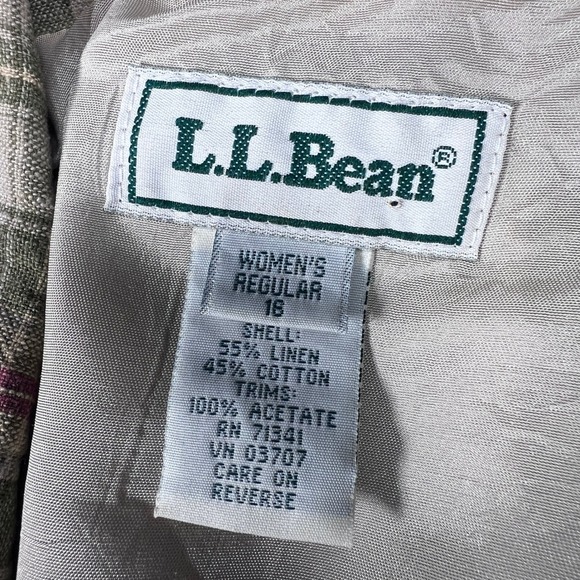 L.L.Bean®
WOMEN'S
REGULAR
16
SHELL:
55% LINEN
45% COTTON
TRIMS:
100% ACETATE
RN 71341
VN 03707
CARE ON
REVERSE